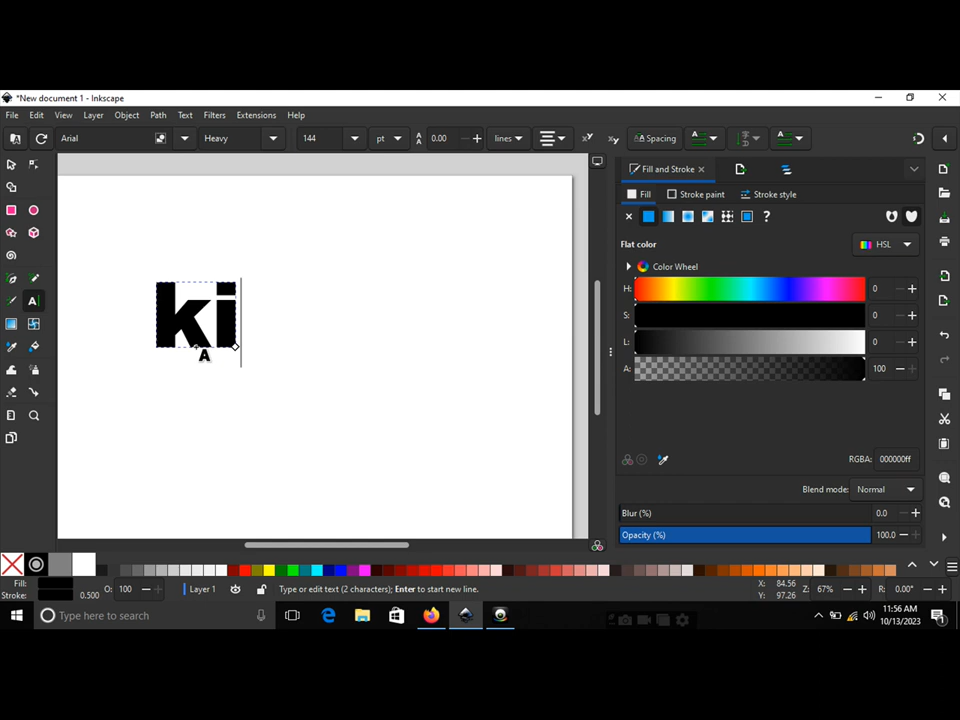 *New document 1 - Inkscape
File Edit View Layer Object Path Text Filters Extensions Help
Arial Heavy 144 pt 0.00 lines Spacing
Fill and Stroke
Fill Stroke paint Stroke style
Flat color HSL
Color Wheel
H: 0
S: 0
L: 0
A: 100
ki
RGBA: 000000ff
Blend mode: Normal
Blur (%) 0.0
Opacity (%) 100.0
Fill:
Stroke: 0.500
O: 100 Layer 1 Type or edit text (2 characters); Enter to start new line.
X: 84.56
Y: 97.26
Z: 67% R: 0.00°
Type here to search
11:56 AM
10/13/2023